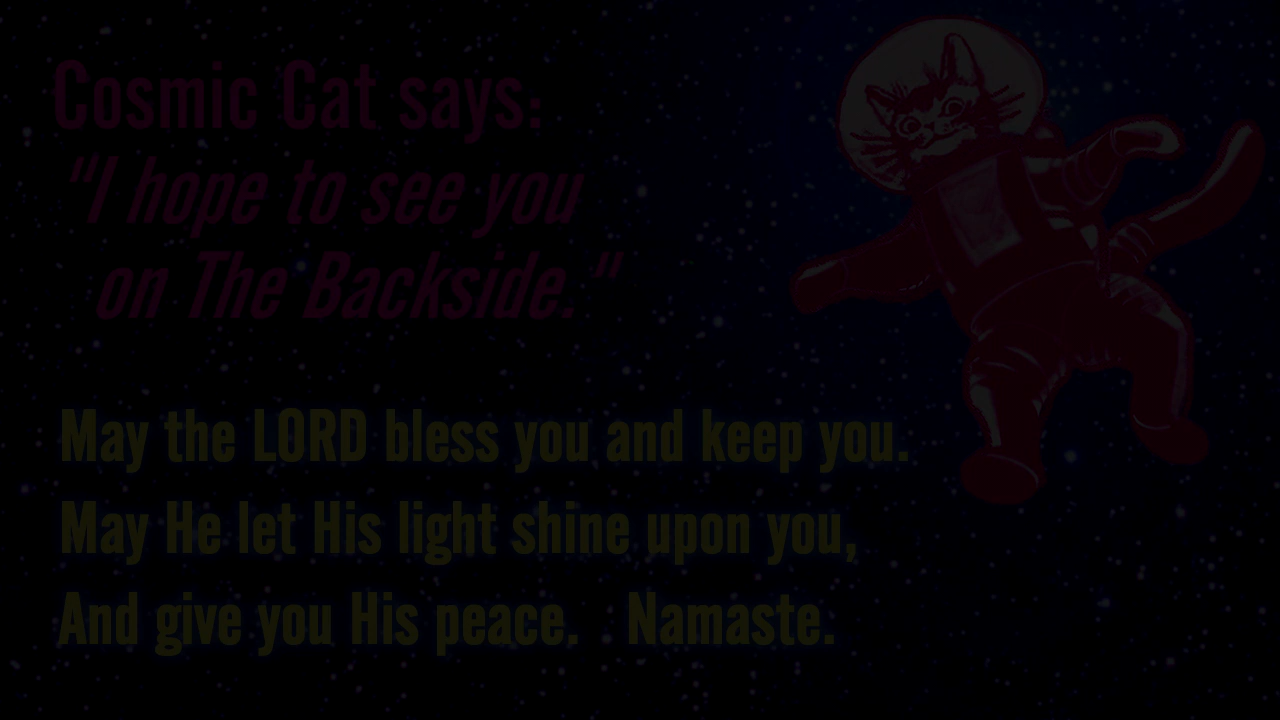 Cosmic Cat says:
"I hope to see you
on The Backside."
May the LORD bless you and keep you.
May He let His light shine upon you,
And give you His peace. Namaste.